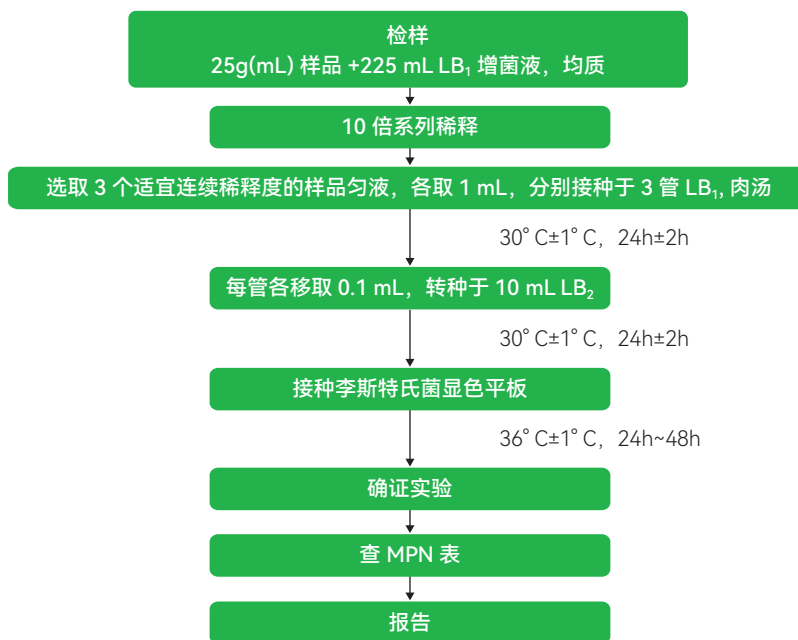 检样
25g(mL) 样品 +225 mL LB₁ 增菌液，均质
10 倍系列稀释
选取 3 个适宜连续稀释度的样品匀液，各取 1 mL，分别接种于 3 管 LB₁, 肉汤
30° C±1° C，24h±2h
每管各移取 0.1 mL，转种于 10 mL LB₂
30° C±1° C，24h±2h
接种李斯特氏菌显色平板
36° C±1° C，24h~48h
确证实验
查 MPN 表
报告